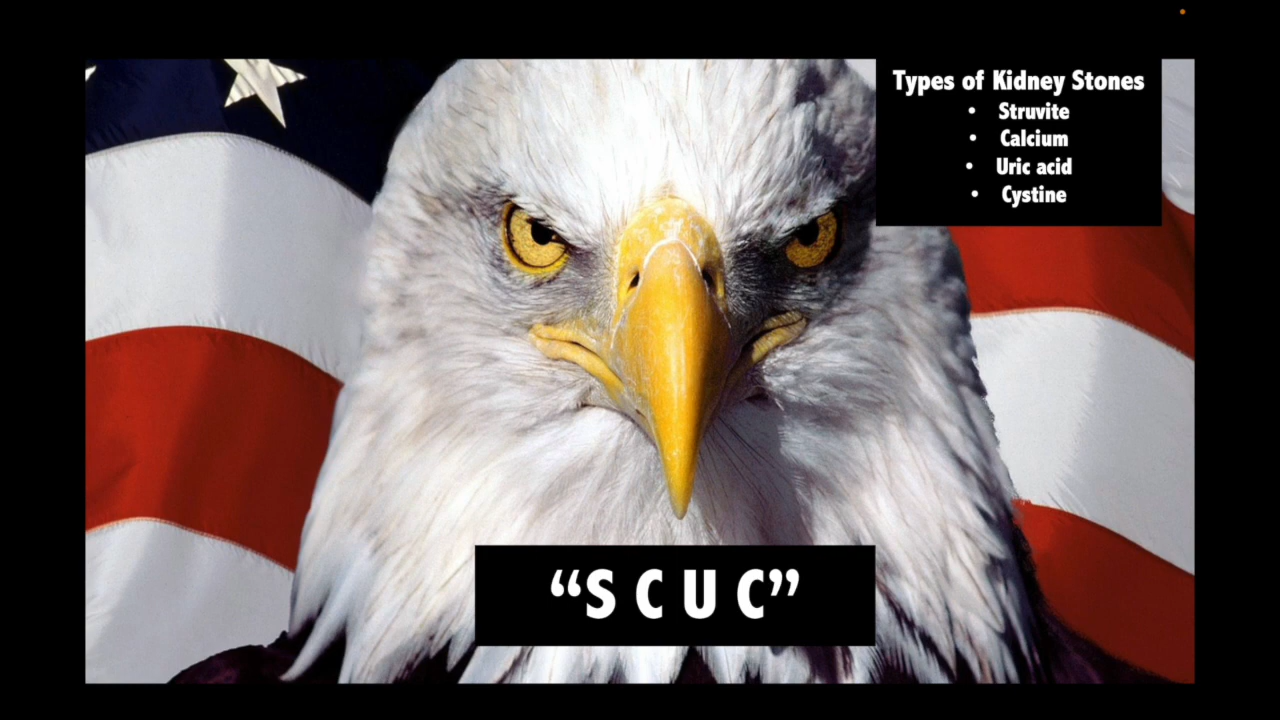 Types of Kidney Stones
• Struvite
• Calcium
• Uric acid
• Cystine
“S C U C”